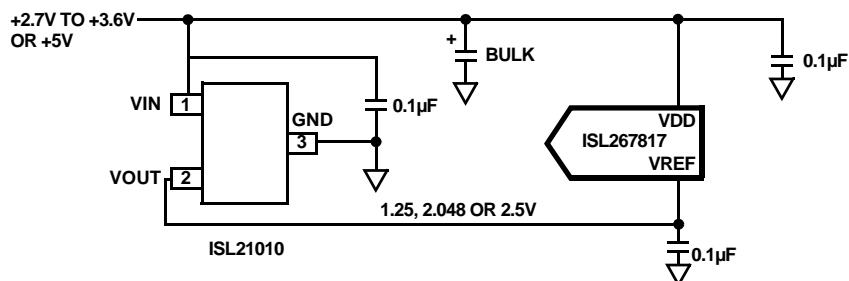 +2.7V TO +3.6V
OR +5V
+
BULK
0.1µF
VIN
1
0.1µF
GND
3
VDD
ISL267817
VREF
VOUT
2
1.25, 2.048 OR 2.5V
ISL21010
0.1µF